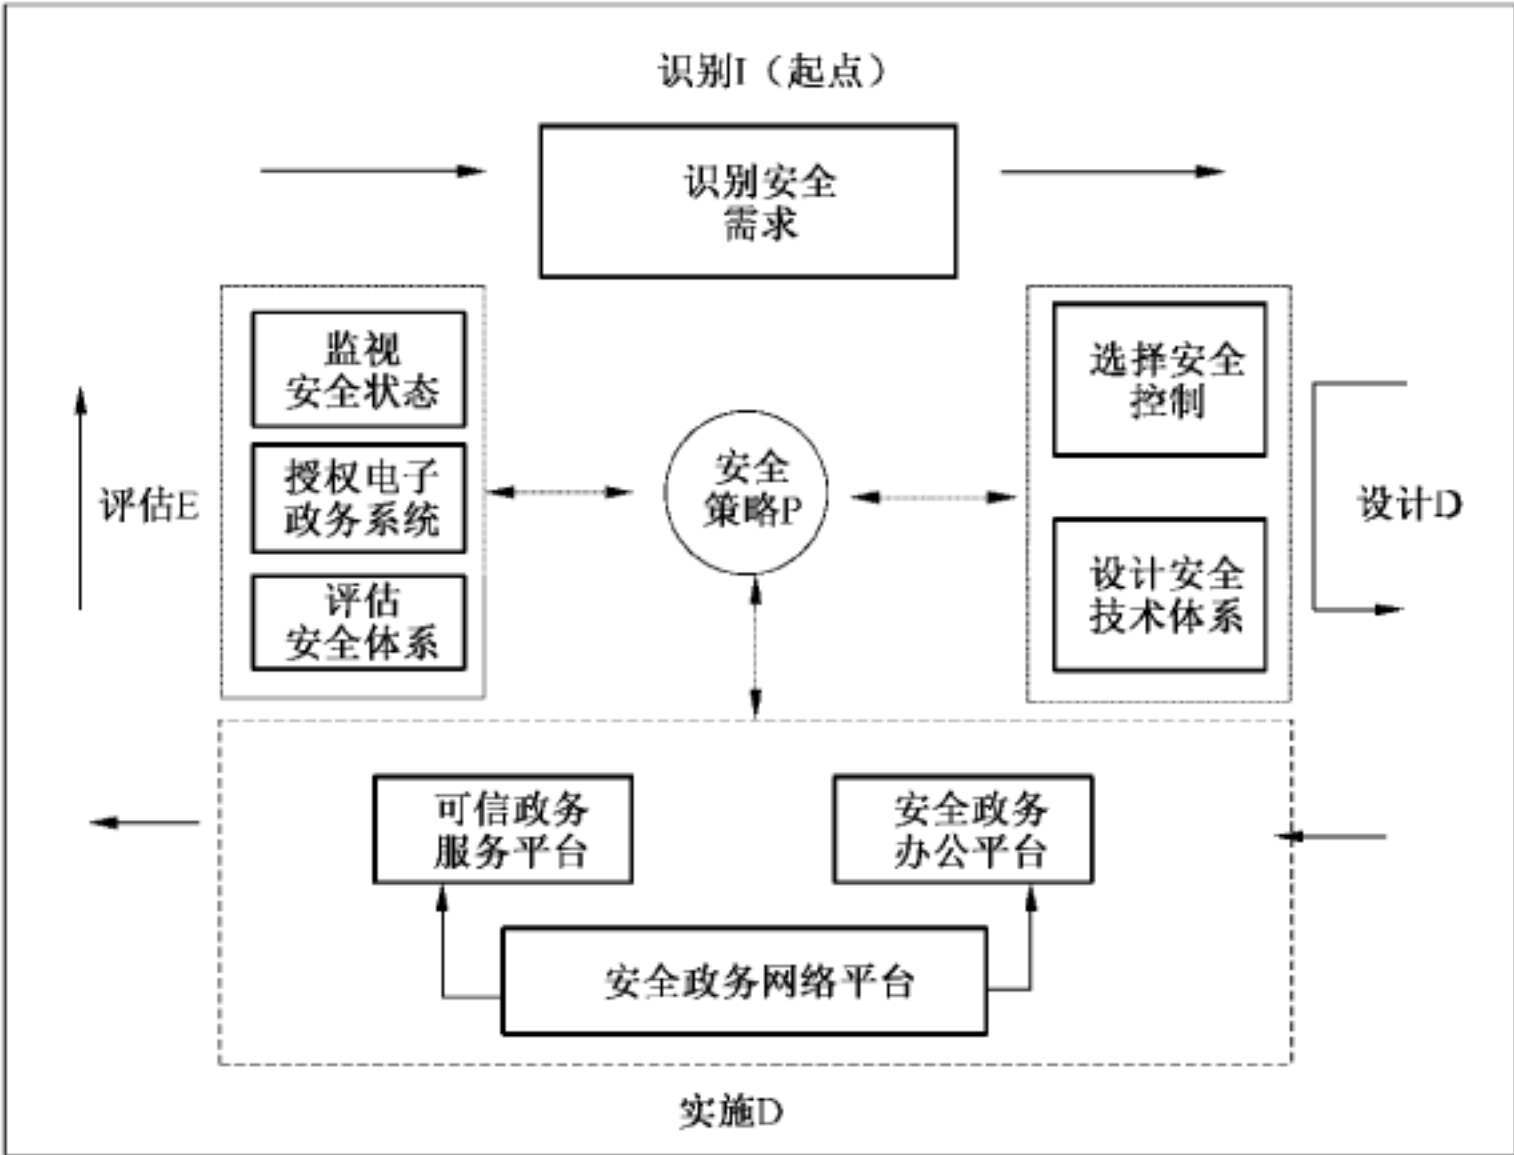 识别I（起点）
识别安全
需求
监视
安全状态
授权电子
政务系统
评估
安全体系
评估E
安全
策略P
选择安全
控制
设计安全
技术体系
设计D
可信政务
服务平台
安全政务
办公平台
安全政务网络平台
实施D